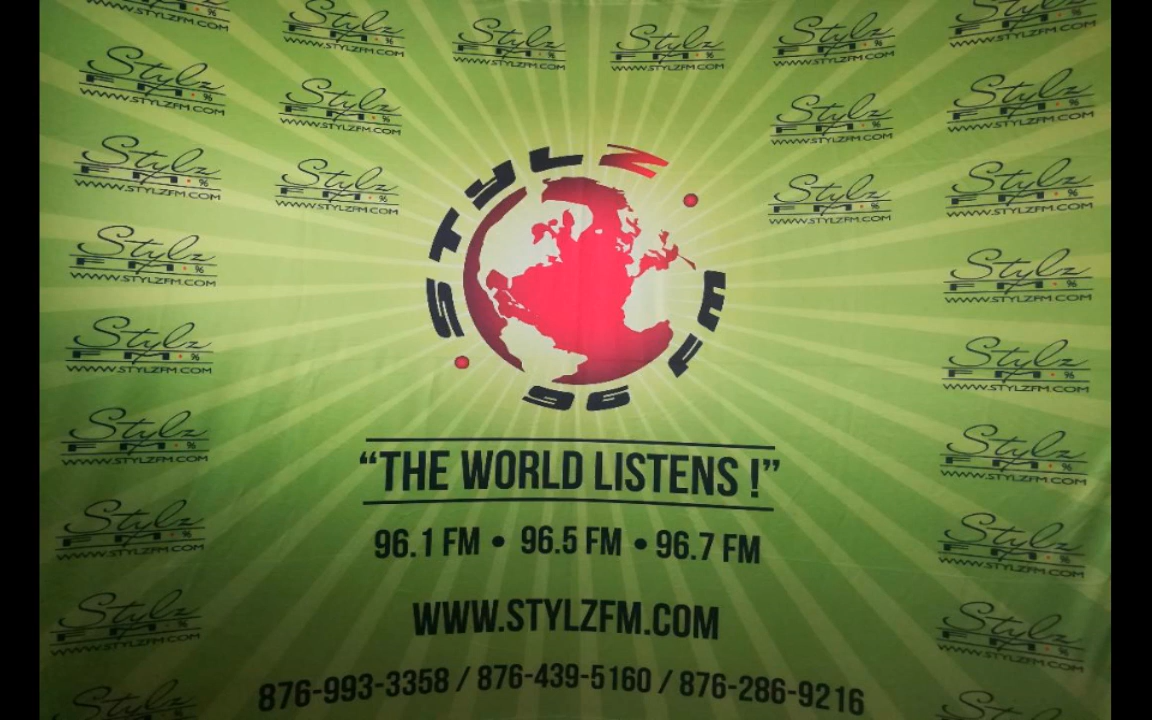 STYLZ
FM
96
“THE WORLD LISTENS !”
96.1 FM • 96.5 FM • 96.7 FM
WWW.STYLZFM.COM
876-993-3358 / 876-439-5160 / 876-286-9216
Stylz
FM 96
WWW.STYLZFM.COM